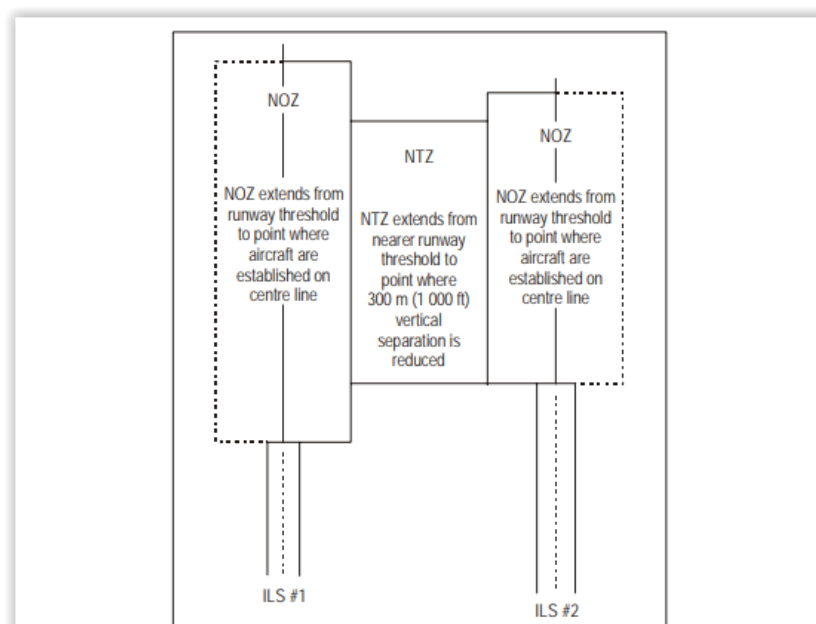 NOZ
NOZ extends from
runway threshold
to point where
aircraft are
established on
centre line
NTZ
NTZ extends from
nearer runway
threshold to
point where
300 m (1 000 ft)
vertical
separation is
reduced
NOZ
NOZ extends from
runway threshold
to point where
aircraft are
established on
centre line
ILS #1
ILS #2